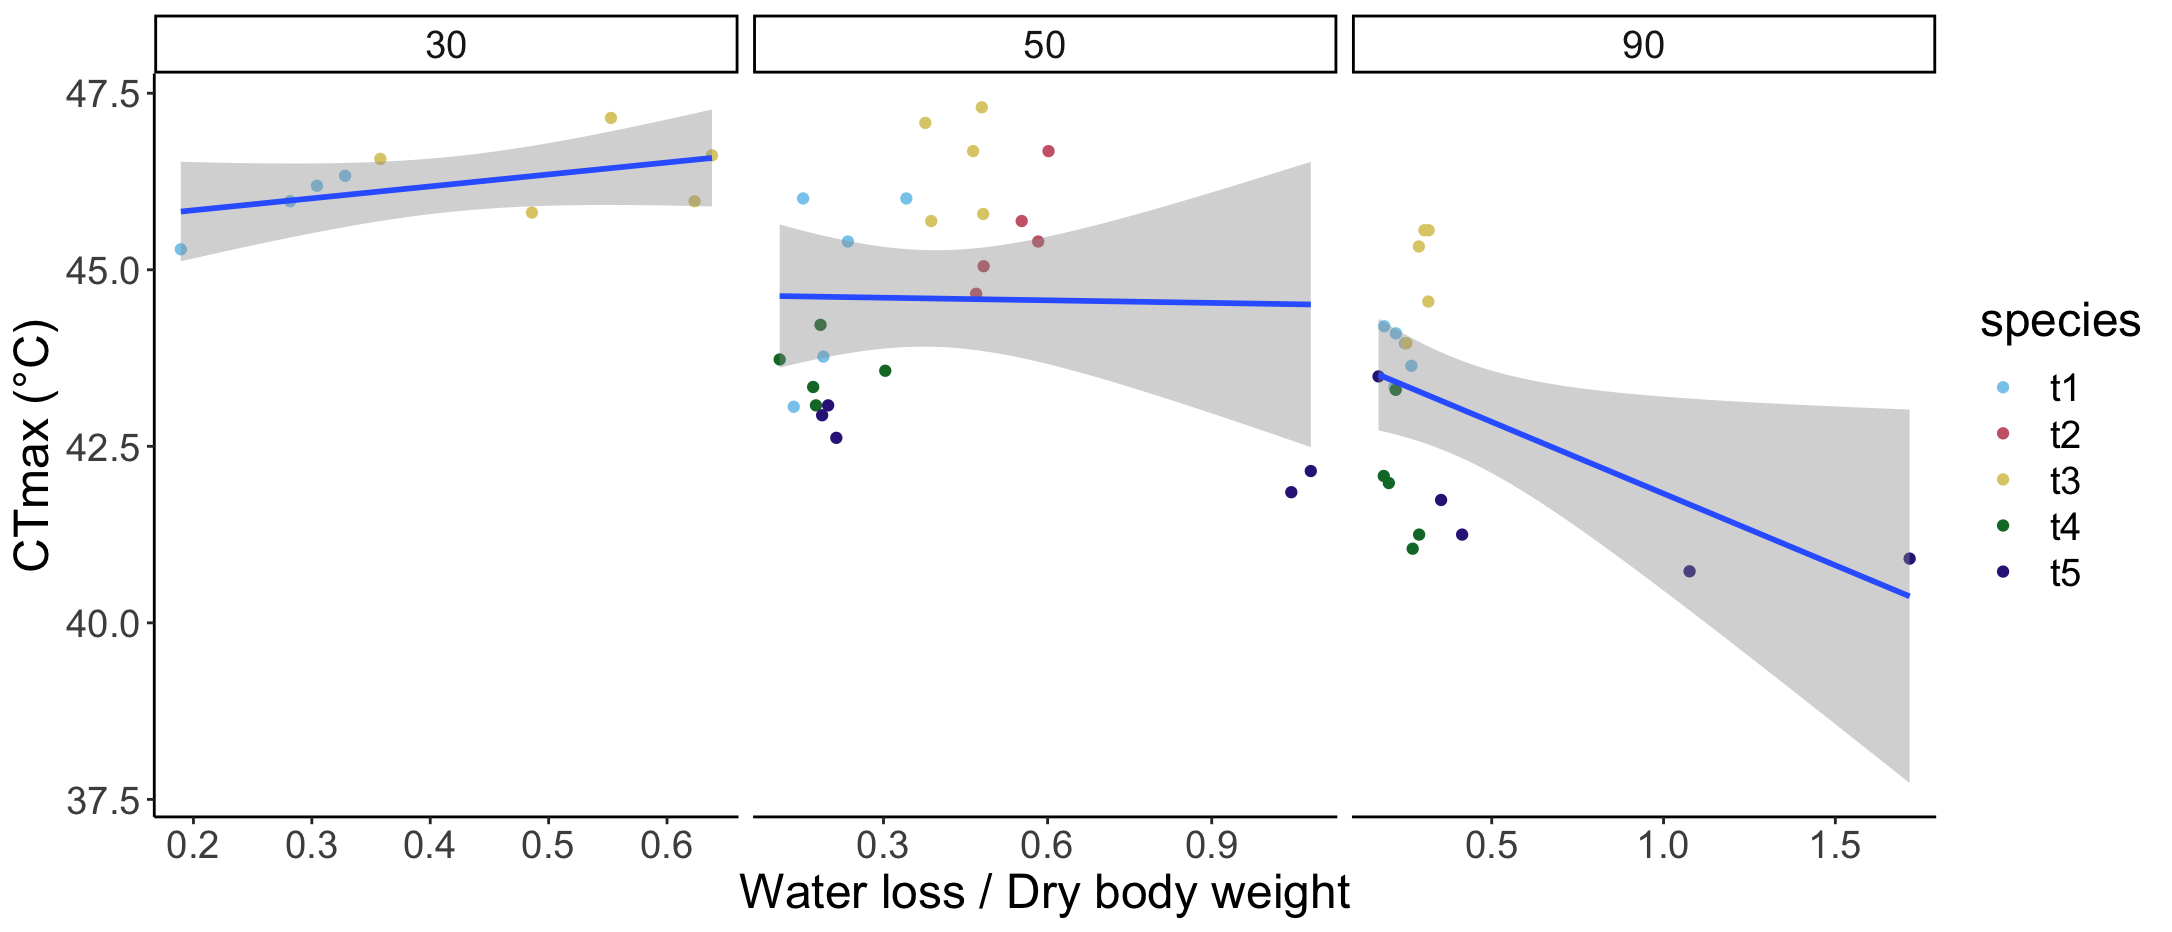 30 50 90
47.5
45.0
42.5
40.0
37.5
CTmax (°C)
0.2 0.3 0.4 0.5 0.6 0.3 0.6 0.9 0.5 1.0 1.5
Water loss / Dry body weight
species
t1
t2
t3
t4
t5